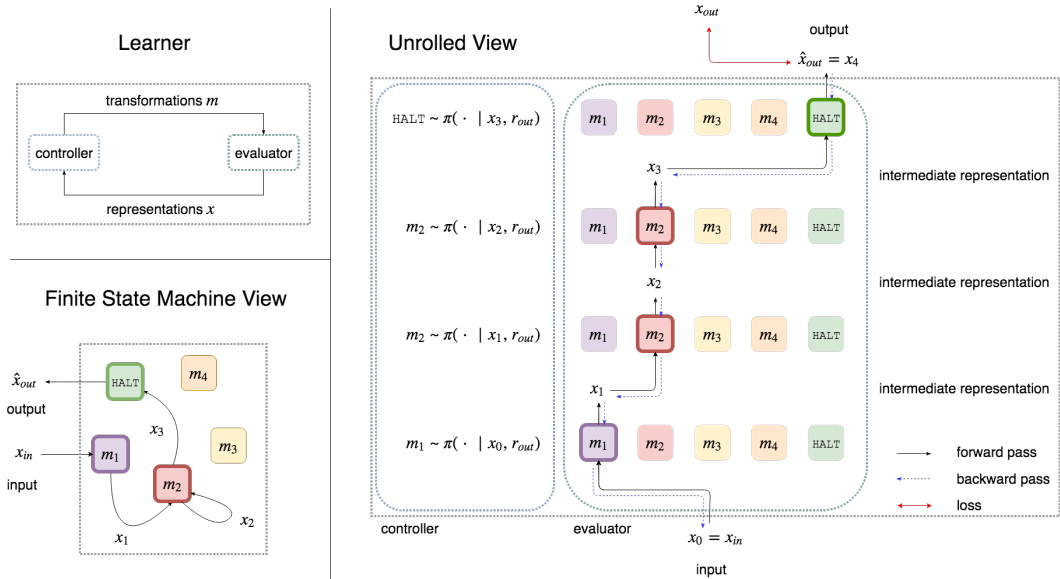 Learner
transformations m
controller
evaluator
representations x
Finite State Machine View
HALT
m₄
x̂_out
output
x₃
m₃
x_in
m₁
input
m₂
x₂
x₁
Unrolled View
x_out
output
x̂_out = x₄
HALT ~ π( · | x₃, r_out) m₁ m₂ m₃ m₄ HALT
x₃
intermediate representation
m₂ ~ π( · | x₂, r_out) m₁ m₂ m₃ m₄ HALT
x₂
intermediate representation
m₂ ~ π( · | x₁, r_out) m₁ m₂ m₃ m₄ HALT
x₁
intermediate representation
m₁ ~ π( · | x₀, r_out) m₁ m₂ m₃ m₄ HALT
forward pass
backward pass
loss
controller
evaluator
x₀ = x_in
input